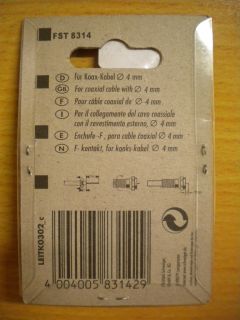 FST 8314
D für Koax-Kabel Ø 4 mm
GB for coaxial cable with Ø 4 mm
F Pour câble coaxial de Ø 4 mm
I Per il collegamento del cavo coassiale
con il rivestimento esterno, Ø 4 mm
E Enchufe -F-, para cable coaxial Ø 4 mm
N F- kontakt, for koaks kabel Ø 4 mm
LEITK0302_c
4 004005 831429